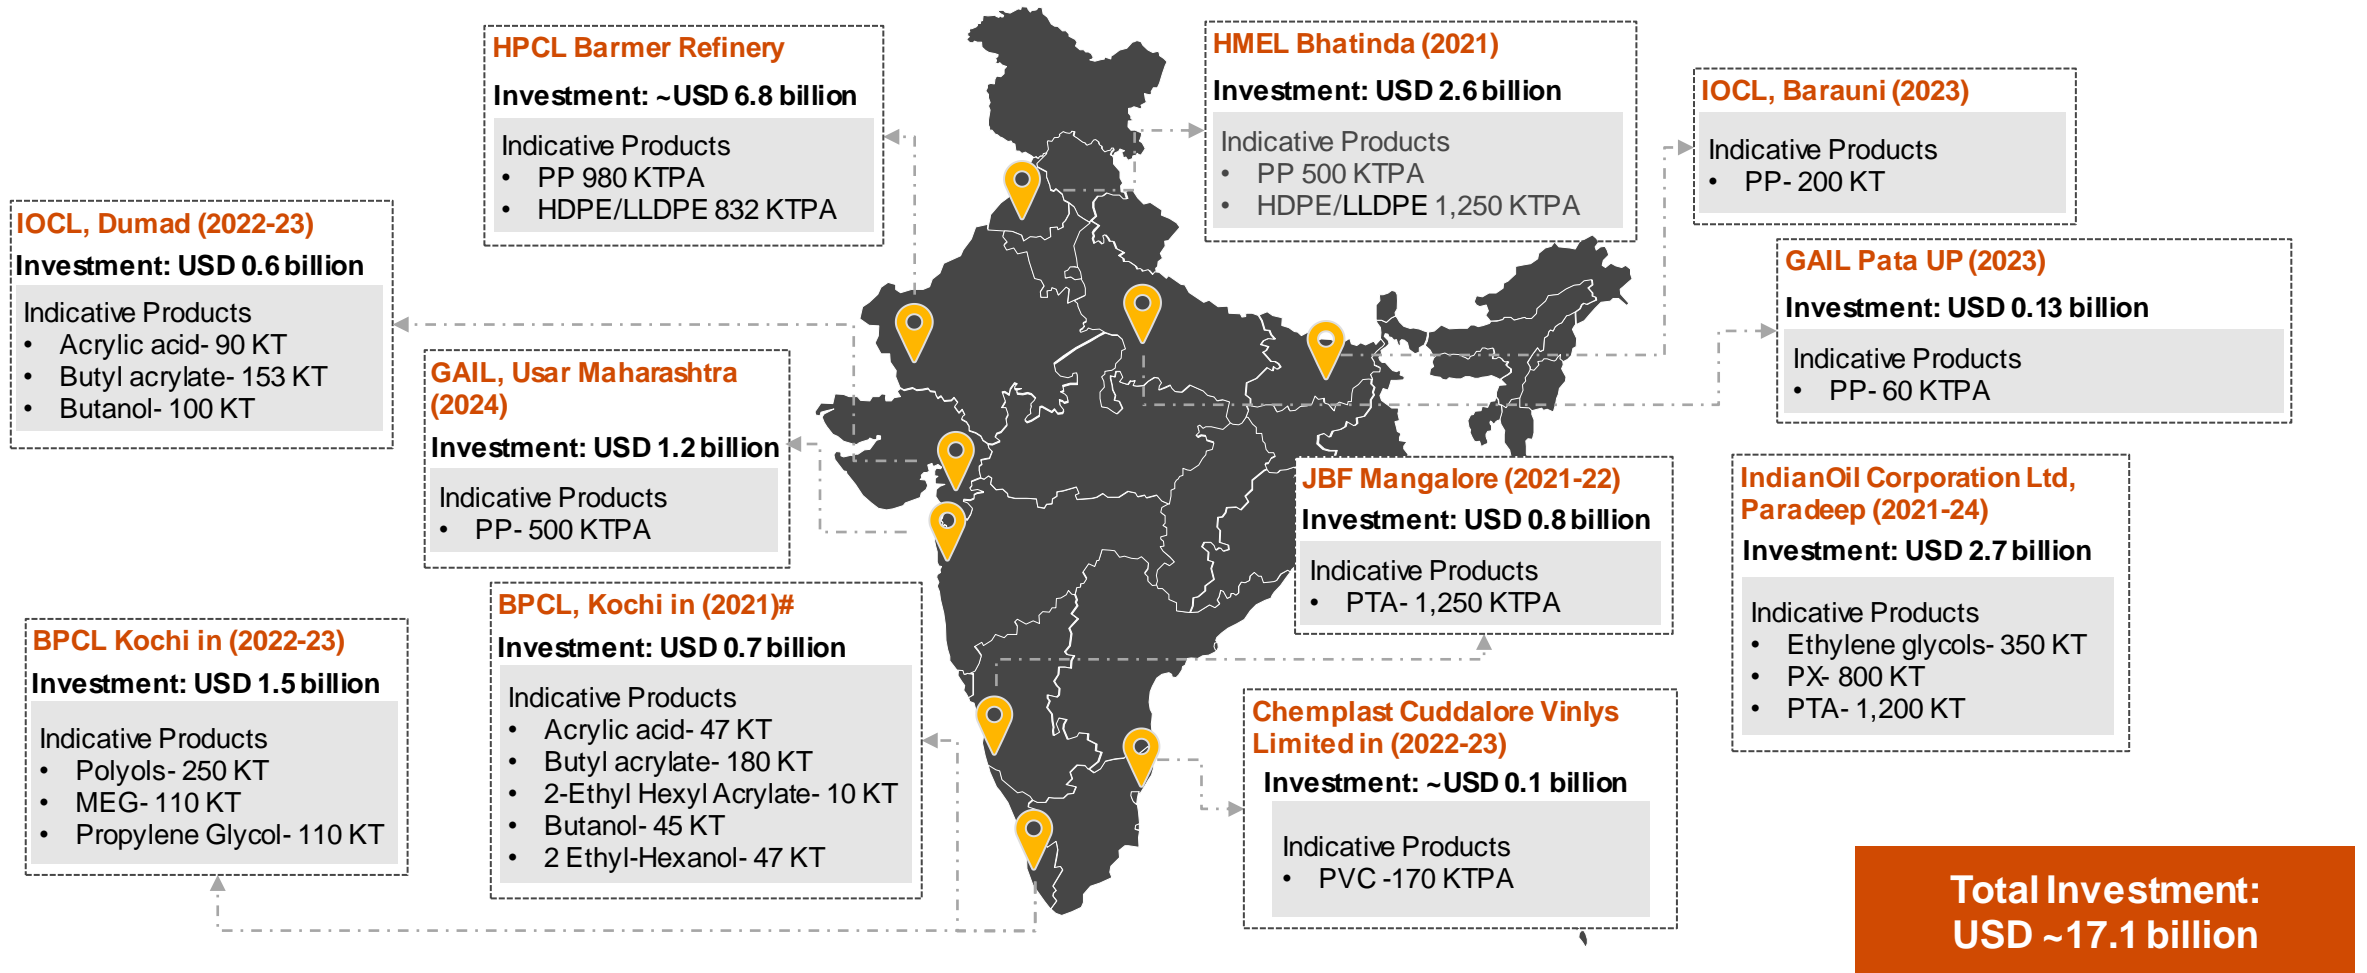 HPCL Barmer Refinery
Investment: ~USD 6.8 billion
Indicative Products
• PP 980 KTPA
• HDPE/LLDPE 832 KTPA
HMEL Bhatinda (2021)
Investment: USD 2.6 billion
Indicative Products
• PP 500 KTPA
• HDPE/LLDPE 1,250 KTPA
IOCL, Barauni (2023)
Indicative Products
• PP- 200 KT
IOCL, Dumad (2022-23)
Investment: USD 0.6 billion
Indicative Products
• Acrylic acid- 90 KT
• Butyl acrylate- 153 KT
• Butanol- 100 KT
GAIL Pata UP (2023)
Investment: USD 0.13 billion
Indicative Products
• PP- 60 KTPA
GAIL, Usar Maharashtra
(2024)
Investment: USD 1.2 billion
Indicative Products
• PP- 500 KTPA
JBF Mangalore (2021-22)
Investment: USD 0.8 billion
Indicative Products
• PTA- 1,250 KTPA
IndianOil Corporation Ltd,
Paradeep (2021-24)
Investment: USD 2.7 billion
Indicative Products
• Ethylene glycols- 350 KT
• PX- 800 KT
• PTA- 1,200 KT
BPCL Kochi in (2022-23)
Investment: USD 1.5 billion
Indicative Products
• Polyols- 250 KT
• MEG- 110 KT
• Propylene Glycol- 110 KT
BPCL, Kochi in (2021)#
Investment: USD 0.7 billion
Indicative Products
• Acrylic acid- 47 KT
• Butyl acrylate- 180 KT
• 2-Ethyl Hexyl Acrylate- 10 KT
• Butanol- 45 KT
• 2 Ethyl-Hexanol- 47 KT
Chemplast Cuddalore Vinlys
Limited in (2022-23)
Investment: ~USD 0.1 billion
Indicative Products
• PVC -170 KTPA
Total Investment:
USD ~17.1 billion